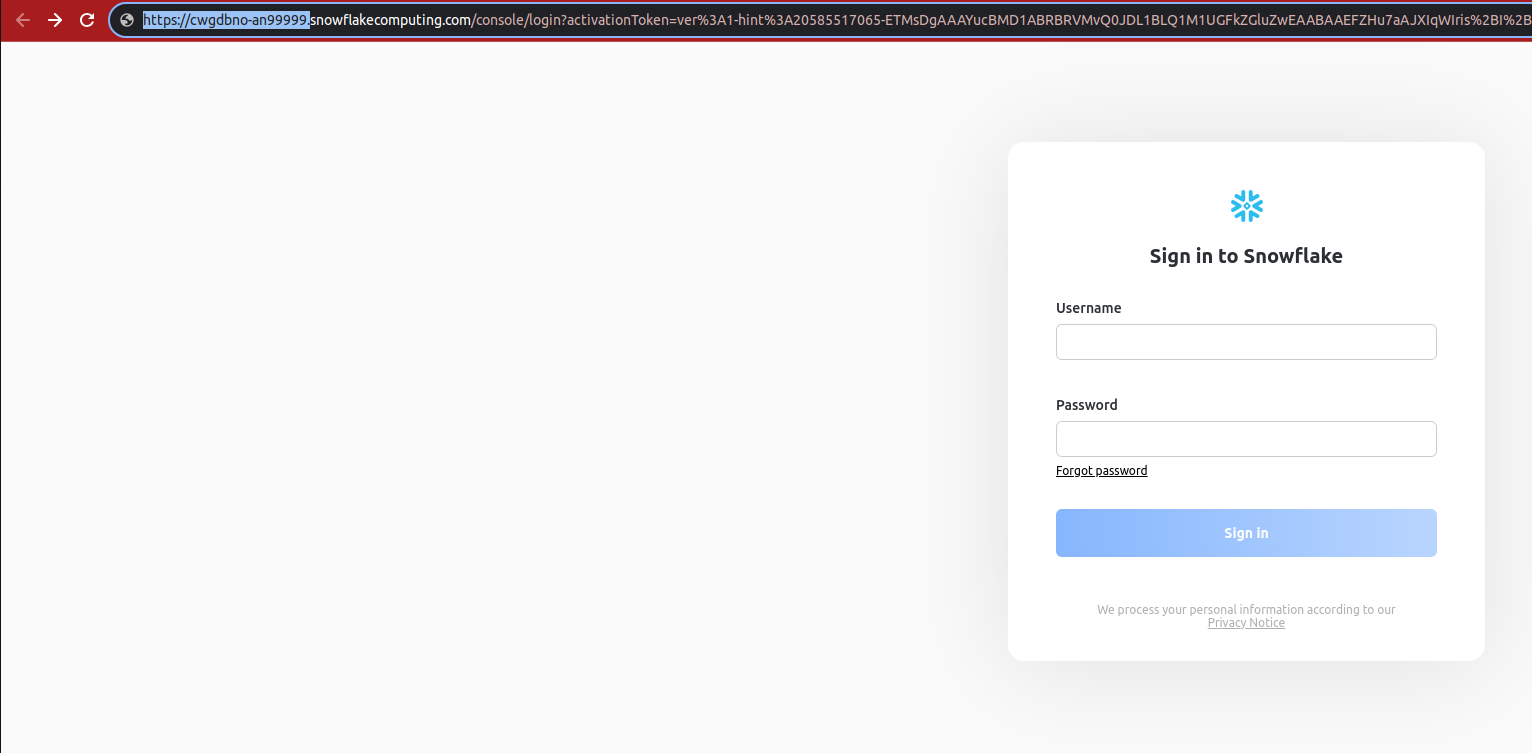 https://cwgdbno-an99999.snowflakecomputing.com/console/login?activationToken=ver%3A1-hint%3A20585517065-ETMsDgAAAYucBMD1ABRBRVMvQ0JDL1BLQ1M1UGFkZGluZwEAABAAEFZHu7aAJXIqWIris%2BI%2B
Sign in to Snowflake
Username
Password
Forgot password
Sign in
We process your personal information according to our
Privacy Notice